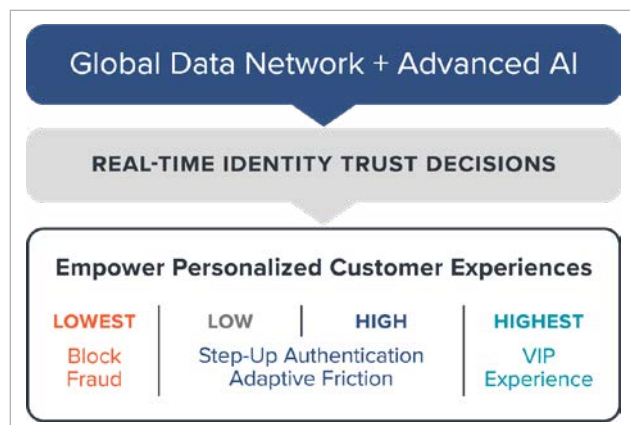 Global Data Network + Advanced AI
REAL-TIME IDENTITY TRUST DECISIONS
Empower Personalized Customer Experiences
LOWEST
Block
Fraud
LOW
HIGH
Step-Up Authentication
Adaptive Friction
HIGHEST
VIP
Experience